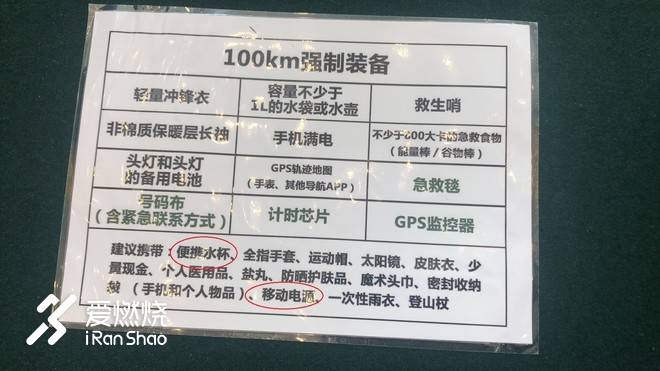 100km强制装备
轻量冲锋衣
容量不少于
1L的水袋或水壶
救生哨
非棉质保暖层长袖
手机满电
不少于800大卡的急救食物
（能量棒/谷物棒）
头灯和头灯
的备用电池
GPS轨迹地图
（手表、其他导航APP）
急救毯
号码布
（含紧急联系方式）
计时芯片
GPS监控器
建议携带：便携水杯、全指手套、运动帽、太阳镜、皮肤衣、少
量现金、个人医用品、盐丸、防晒护肤品、魔术头巾、密封收纳
袋（手机和个人物品）、移动电源、一次性雨衣、登山杖
爱燃烧
iRanShao